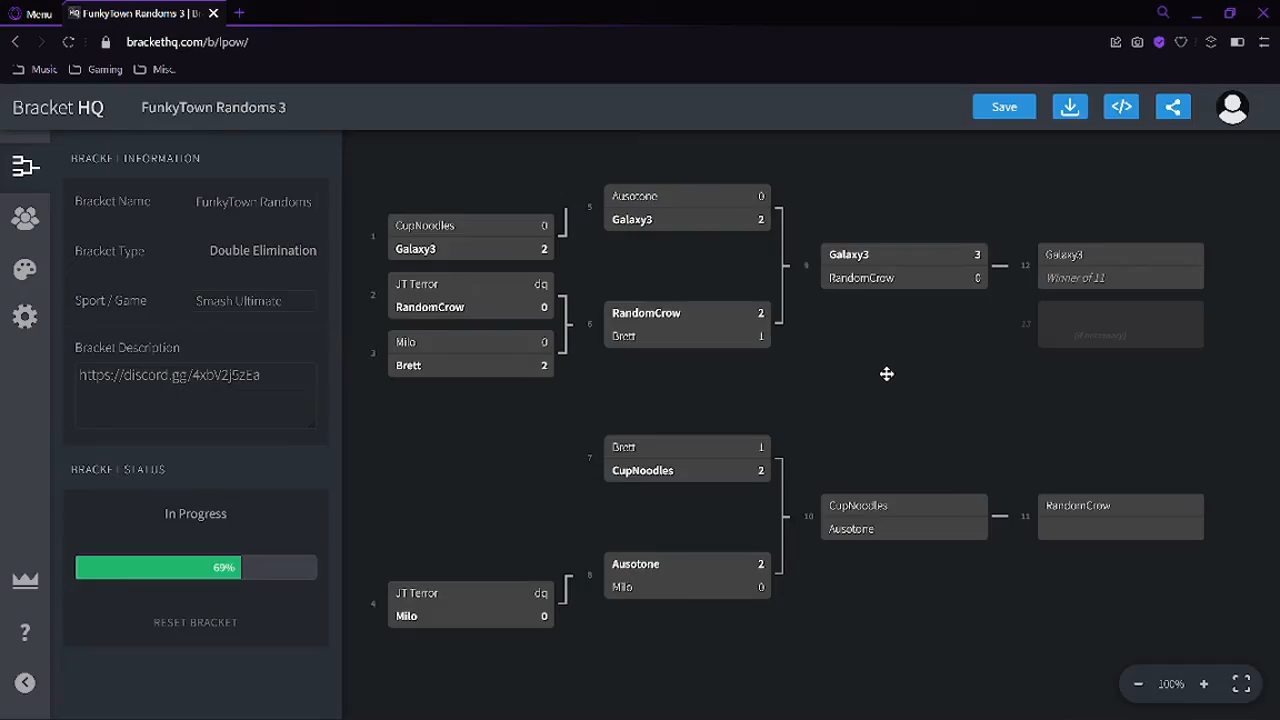 Menu
FunkyTown Randoms 3 | Br
brackethq.com/b/lpow/
Music
Gaming
Misc.
Bracket HQ
FunkyTown Randoms 3
Save
BRACKET INFORMATION
Bracket Name
FunkyTown Randoms
Bracket Type
Double Elimination
Sport / Game
Smash Ultimate
Bracket Description
https://discord.gg/4xbV2j5zEa
BRACKET STATUS
In Progress
69%
RESET BRACKET
1
CupNoodles 0
Galaxy3 2
2
JT Terror dq
RandomCrow 0
3
Milo 0
Brett 2
4
JT Terror dq
Milo 0
5
Ausotone 0
Galaxy3 2
6
RandomCrow 2
Brett 1
7
Brett 1
CupNoodles 2
8
Ausotone 2
Milo 0
9
Galaxy3 3
RandomCrow 0
10
CupNoodles
Ausotone
11
RandomCrow
12
Galaxy3
Winner of 11
13
(if necessary)
100%